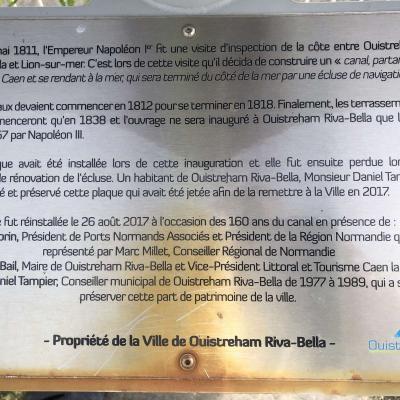 mai 1811, l'Empereur Napoléon Ier fit une visite d'inspection de la côte entre Ouistreh
la et Lion-sur-mer. C'est lors de cette visite qu'il décida de construire un « canal, partan
Caen et se rendant à la mer, qui sera terminé du côté de la mer par une écluse de navigati
aux devaient commencer en 1812 pour se terminer en 1818. Finalement, les terrasseme
menceront qu'en 1838 et l'ouvrage ne sera inauguré à Ouistreham Riva-Bella que l
57 par Napoléon III.
que avait été installée lors de cette inauguration et elle fut ensuite perdue lor
de rénovation de l'écluse. Un habitant de Ouistreham Riva-Bella, Monsieur Daniel Tam
é et préservé cette plaque qui avait été jetée afin de la remettre à la Ville en 2017.
e fut réinstallée le 26 août 2017 à l'occasion des 160 ans du canal en présence de :
orin, Président de Ports Normands Associés et Président de la Région Normandie q
représenté par Marc Millet, Conseiller Régional de Normandie
Bail, Maire de Ouistreham Riva-Bella et Vice-Président Littoral et Tourisme Caen la
niel Tampier, Conseiller municipal de Ouistreham Riva-Bella de 1977 à 1989, qui a s
préserver cette part de patrimoine de la ville.
- Propriété de la Ville de Ouistreham Riva-Bella -
Ouistr